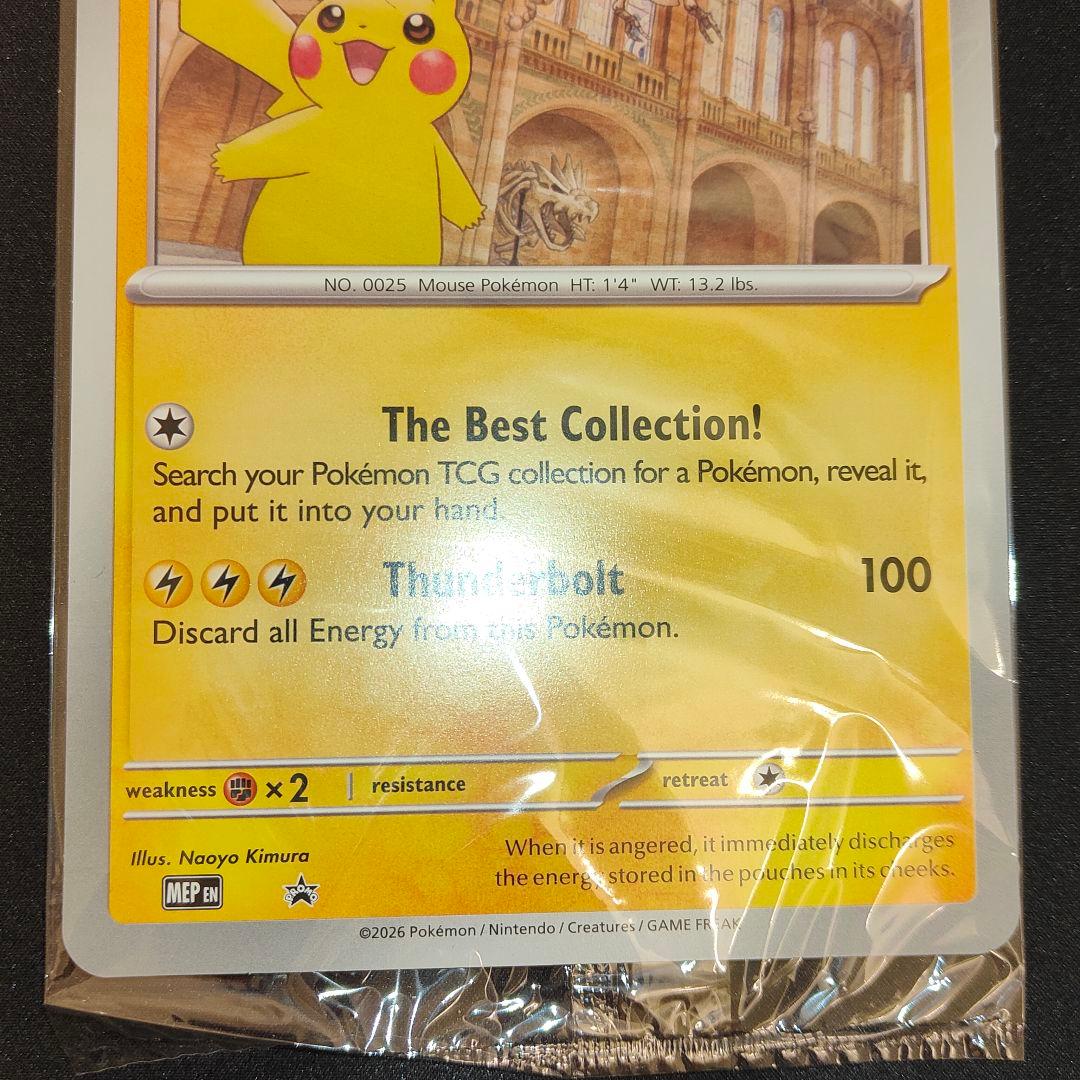 NO. 0025 Mouse Pokémon HT: 1'4" WT: 13.2 lbs.
The Best Collection!
Search your Pokémon TCG collection for a Pokémon, reveal it,
and put it into your hand.
Thunderbolt 100
Discard all Energy from this Pokémon.
weakness ×2 resistance retreat
When it is angered, it immediately discharges
the energy stored in the pouches in its cheeks.
Illus. Naoyo Kimura
MEP EN PROMO
©2026 Pokémon / Nintendo / Creatures / GAME FREAK